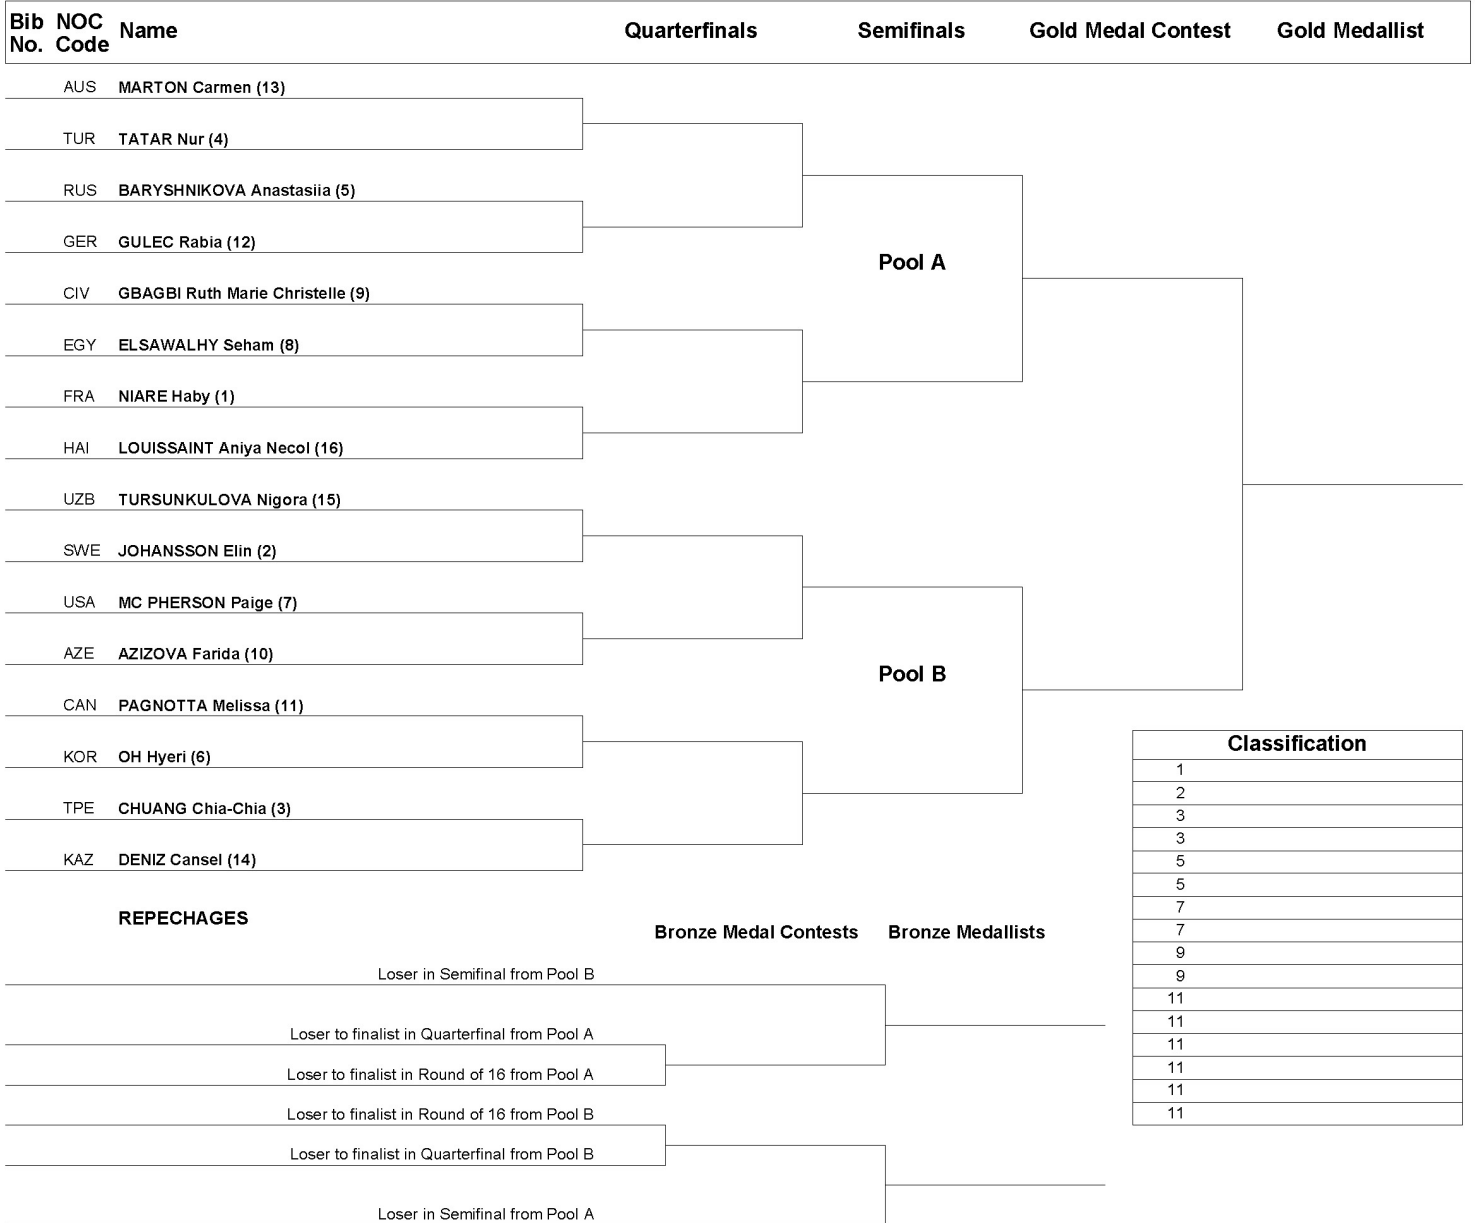 Bib No. NOC Code Name Quarterfinals Semifinals Gold Medal Contest Gold Medallist
AUS MARTON Carmen (13)
TUR TATAR Nur (4)
RUS BARYSHNIKOVA Anastasiia (5)
GER GULEC Rabia (12)
Pool A
CIV GBAGBI Ruth Marie Christelle (9)
EGY ELSAWALHY Seham (8)
FRA NIARE Haby (1)
HAI LOUISSAINT Aniya Necol (16)
UZB TURSUNKULOVA Nigora (15)
SWE JOHANSSON Elin (2)
USA MC PHERSON Paige (7)
AZE AZIZOVA Farida (10)
Pool B
CAN PAGNOTTA Melissa (11)
KOR OH Hyeri (6)
TPE CHUANG Chia-Chia (3)
KAZ DENIZ Cansel (14)
Classification
1
2
3
3
5
5
7
7
9
9
11
11
11
11
11
11
REPECHAGES
Bronze Medal Contests Bronze Medallists
Loser in Semifinal from Pool B
Loser to finalist in Quarterfinal from Pool A
Loser to finalist in Round of 16 from Pool A
Loser to finalist in Round of 16 from Pool B
Loser to finalist in Quarterfinal from Pool B
Loser in Semifinal from Pool A